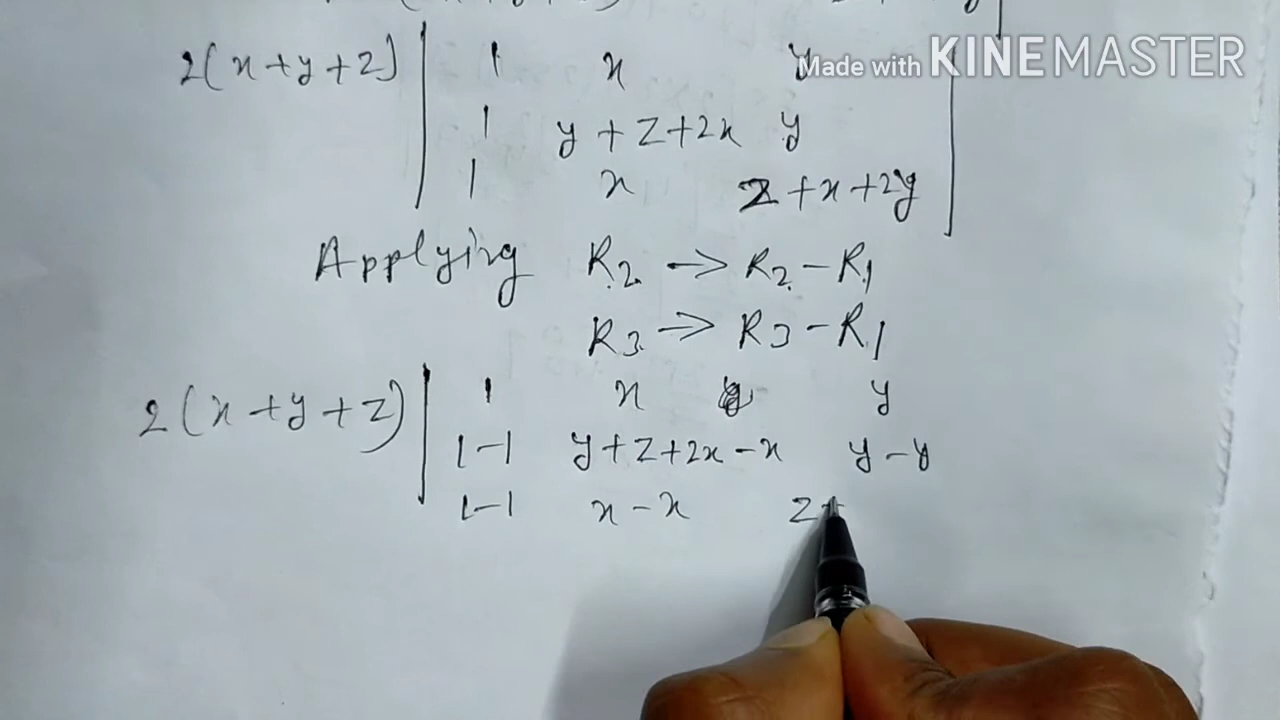 2(x+y+z) | 1 x y |
Made with KINEMASTER
1 y+z+2x y
1 x z+x+2y
Applying R2 -> R2-R1
R3 -> R3-R1
2(x+y+z) | 1 x y
1-1 y+z+2x-x y-y
1-1 x-x z+